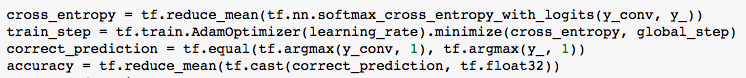 cross_entropy = tf.reduce_mean(tf.nn.softmax_cross_entropy_with_logits(y_conv, y_))
train_step = tf.train.AdamOptimizer(learning_rate).minimize(cross_entropy, global_step)
correct_prediction = tf.equal(tf.argmax(y_conv, 1), tf.argmax(y_, 1))
accuracy = tf.reduce_mean(tf.cast(correct_prediction, tf.float32))